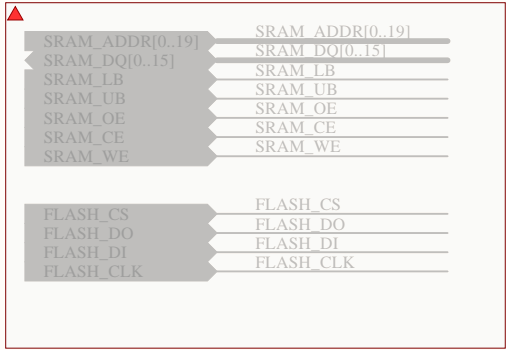 SRAM_ADDR[0..19] SRAM_ADDR[0..19]
SRAM_DQ[0..15] SRAM_DQ[0..15]
SRAM_LB SRAM_LB
SRAM_UB SRAM_UB
SRAM_OE SRAM_OE
SRAM_CE SRAM_CE
SRAM_WE SRAM_WE
FLASH_CS FLASH_CS
FLASH_DO FLASH_DO
FLASH_DI FLASH_DI
FLASH_CLK FLASH_CLK